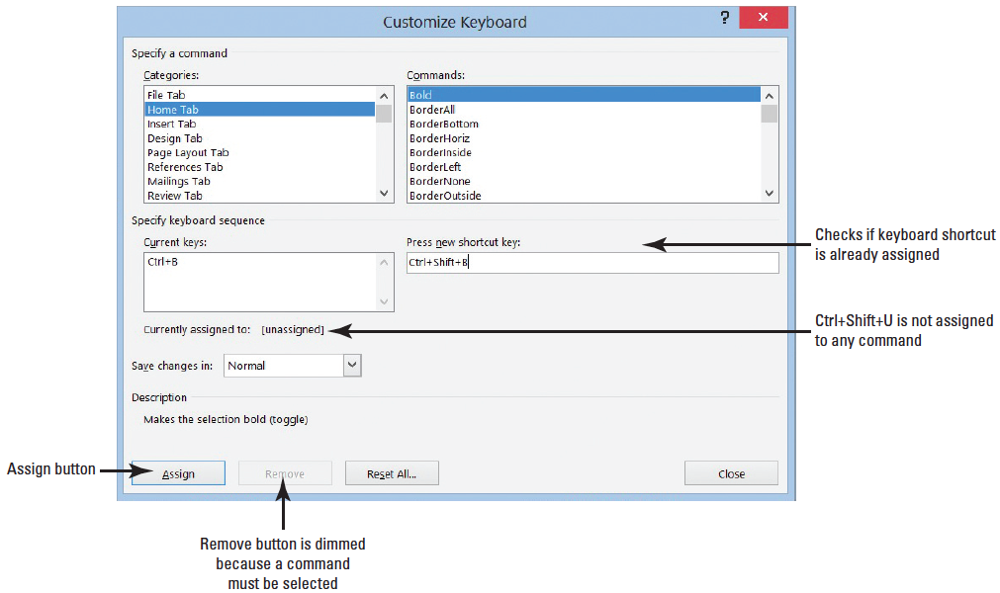 Customize Keyboard
?
Specify a command
Categories:
Commands:
File Tab
Home Tab
Insert Tab
Design Tab
Page Layout Tab
References Tab
Mailings Tab
Review Tab
Bold
BorderAll
BorderBottom
BorderHoriz
BorderInside
BorderLeft
BorderNone
BorderOutside
Specify keyboard sequence
Current keys:
Press new shortcut key:
Ctrl+B
Ctrl+Shift+B
Currently assigned to: [unassigned]
Save changes in: Normal
Description
Makes the selection bold (toggle)
Assign
Remove
Reset All...
Close
Checks if keyboard shortcut
is already assigned
Ctrl+Shift+U is not assigned
to any command
Assign button
Remove button is dimmed
because a command
must be selected